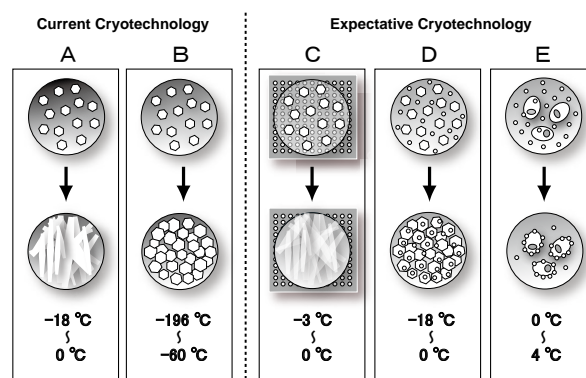 Current Cryotechnology
Expectative Cryotechnology
A
B
C
D
E
–18 ℃
~
0 ℃
–196 ℃
~
–60 ℃
–3 ℃
~
0 ℃
–18 ℃
~
0 ℃
0 ℃
~
4 ℃